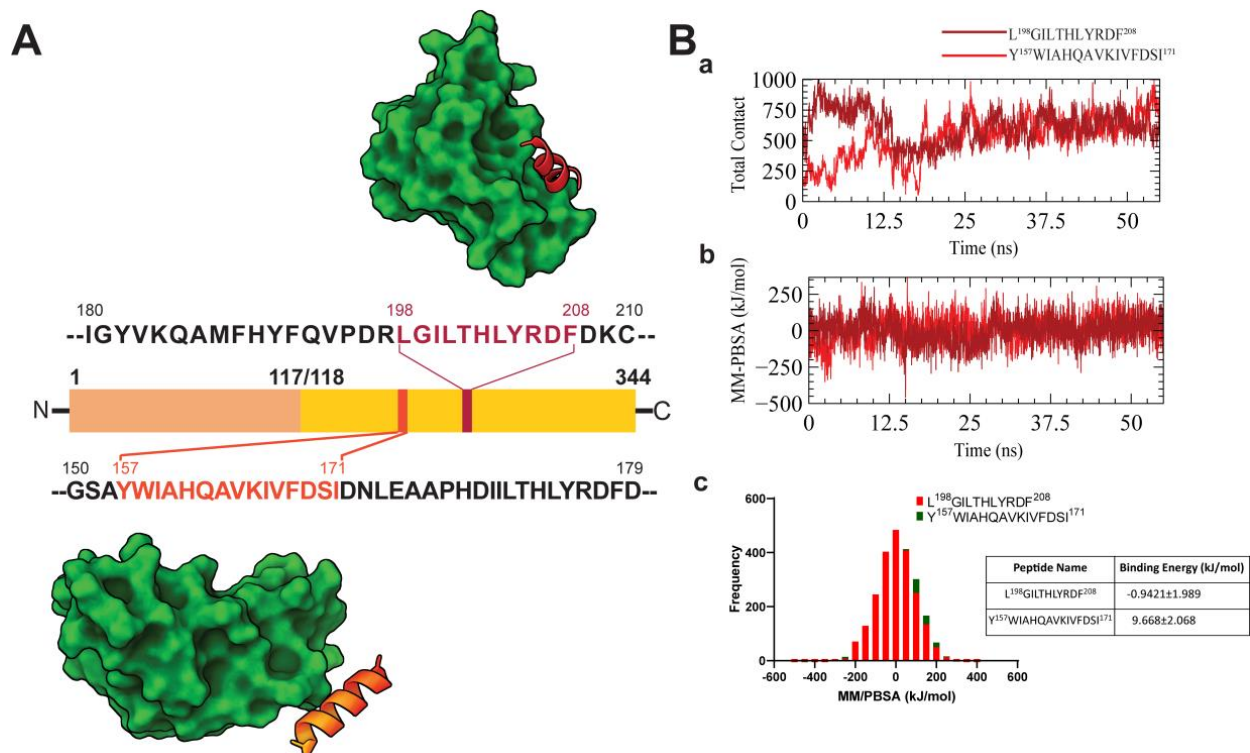 A
180 198 208 210
--IGYVKQAMFHYFQVPDRLGILTHLYRDFDKC--
1 117/118 344
N C
150 157 171 179
--GSAYWIAHQAVKIVFDSIDNLEAAPHDIILTHLYRDFD--
B
L¹⁹⁸GILTHLYRDF²⁰⁸
Y¹⁵⁷WIAHQAVKIVFDSI¹⁷¹
a
Total Contact
1000
750
500
250
0
0 12.5 25 37.5 50
Time (ns)
b
MM-PBSA (kJ/mol)
250
0
−250
−500
0 12.5 25 37.5 50
Time (ns)
c
L¹⁹⁸GILTHLYRDF²⁰⁸
Y¹⁵⁷WIAHQAVKIVFDSI¹⁷¹
Frequency
600
400
200
0
-600 -400 -200 0 200 400 600
MM/PBSA (kJ/mol)
Peptide Name Binding Energy (kJ/mol)
L¹⁹⁸GILTHLYRDF²⁰⁸ -0.9421±1.989
Y¹⁵⁷WIAHQAVKIVFDSI¹⁷¹ 9.668±2.068